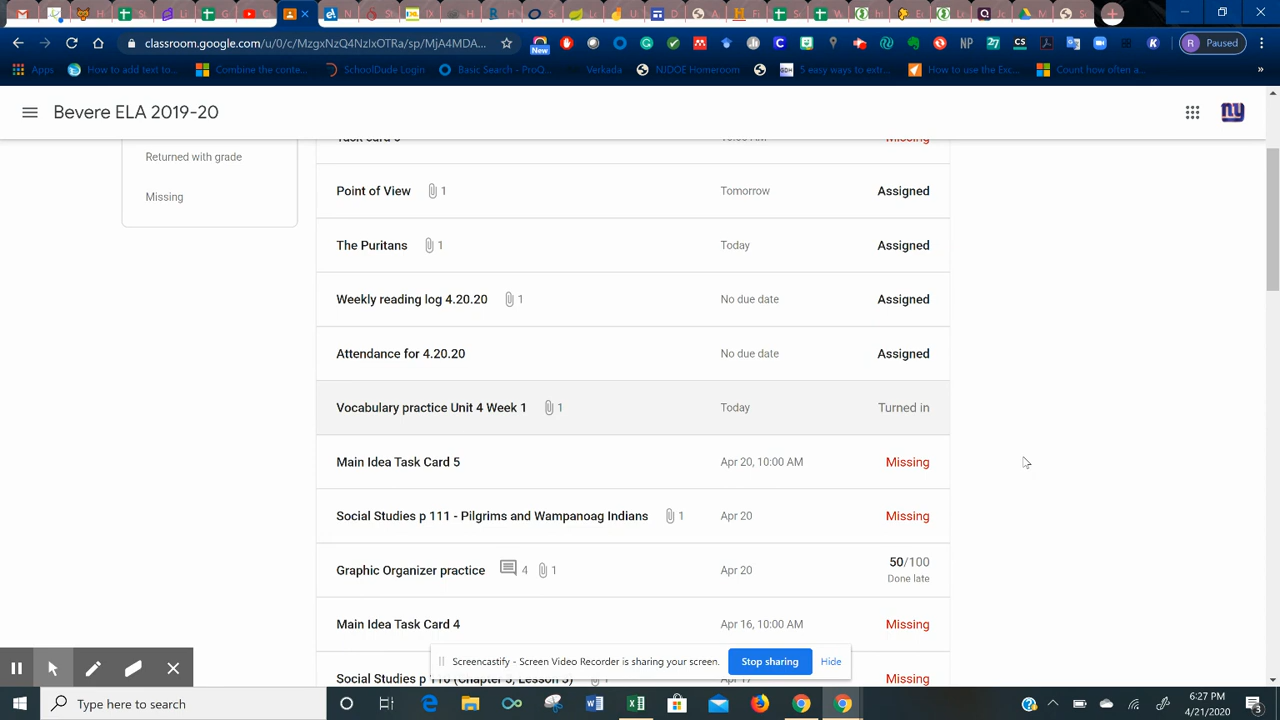 classroom.google.com/u/0/c/MzgxNzQ4NzIxOTRa/sp/MjA4MDA...
New
NP
27
CS
R Paused
Apps
How to add text to...
Combine the conte...
SchoolDude Login
Basic Search - ProQ...
Verkada
NJDOE Homeroom
5 easy ways to extr...
How to use the Exc...
Count how often a...
»
Bevere ELA 2019-20
Returned with grade
Missing
Missing
Point of View 1 Tomorrow Assigned
The Puritans 1 Today Assigned
Weekly reading log 4.20.20 1 No due date Assigned
Attendance for 4.20.20 No due date Assigned
Vocabulary practice Unit 4 Week 1 1 Today Turned in
Main Idea Task Card 5 Apr 20, 10:00 AM Missing
Social Studies p 111 - Pilgrims and Wampanoag Indians 1 Apr 20 Missing
Graphic Organizer practice 4 1 Apr 20 50/100
Done late
Main Idea Task Card 4 Apr 16, 10:00 AM Missing
Screencastify - Screen Video Recorder is sharing your screen. Stop sharing Hide
Missing
Type here to search
6:27 PM
4/21/2020